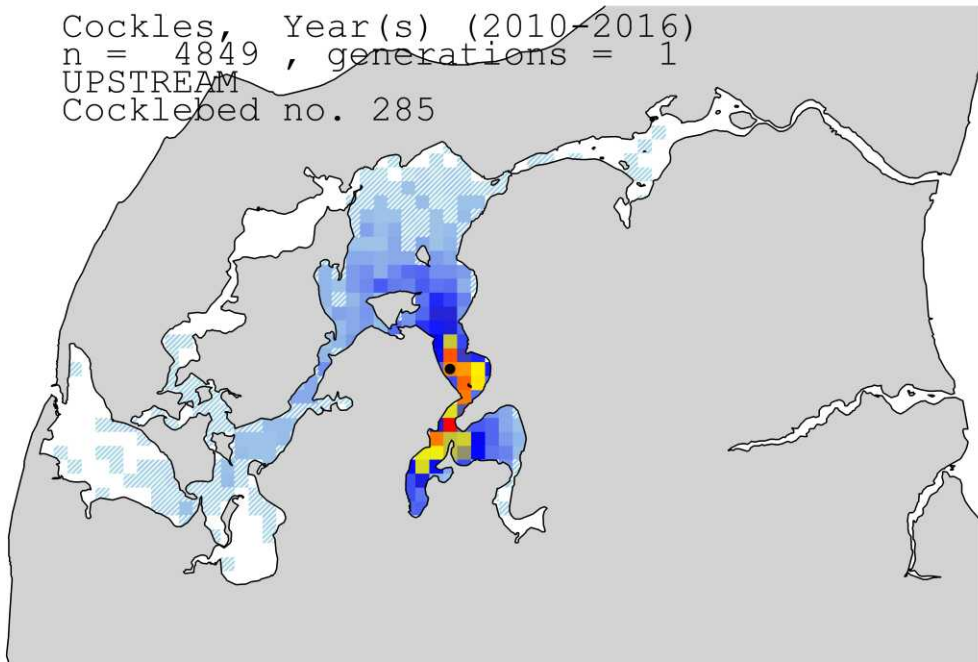 Cockles, Year(s) (2010-2016)
n = 4849 , generations = 1
UPSTREAM
Cocklebed no. 285